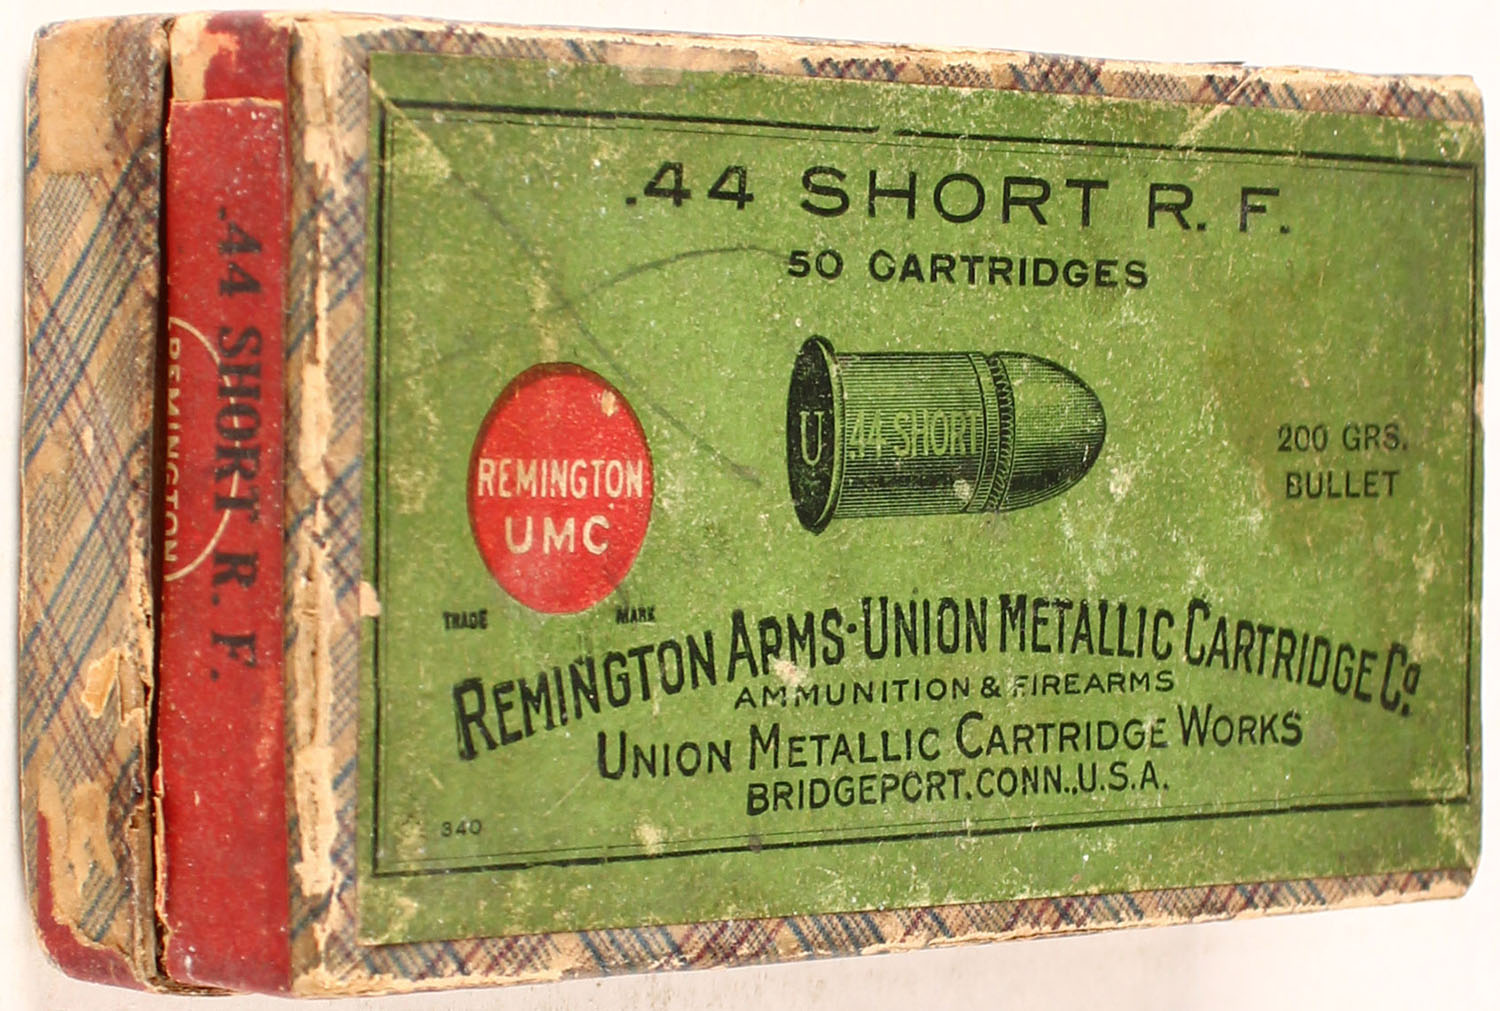 .44 SHORT R. F.
50 CARTRIDGES
U .44 SHORT
200 GRS.
BULLET
REMINGTON
UMC
TRADE MARK
REMINGTON ARMS-UNION METALLIC CARTRIDGE Co.
AMMUNITION & FIREARMS
UNION METALLIC CARTRIDGE WORKS
BRIDGEPORT, CONN., U.S.A.
340
.44 SHORT R. F.
REMINGTON